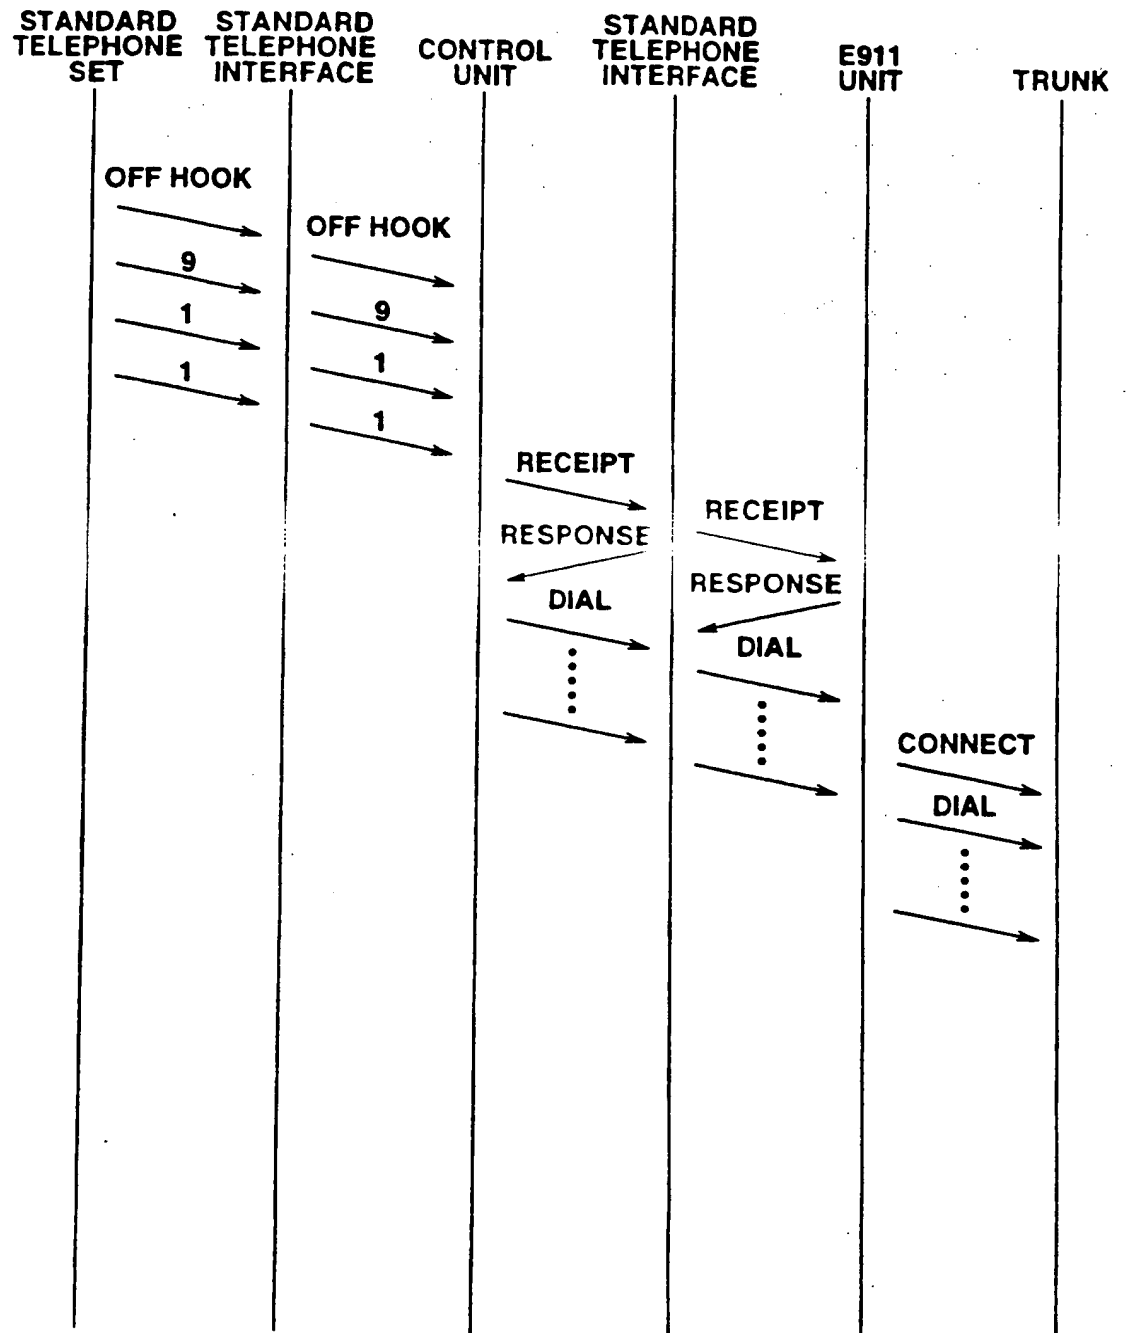 STANDARD
TELEPHONE
SET
STANDARD
TELEPHONE
INTERFACE
CONTROL
UNIT
STANDARD
TELEPHONE
INTERFACE
E911
UNIT
TRUNK
OFF HOOK
OFF HOOK
9
9
1
1
1
1
RECEIPT
RECEIPT
RESPONSE
RESPONSE
DIAL
DIAL
CONNECT
DIAL